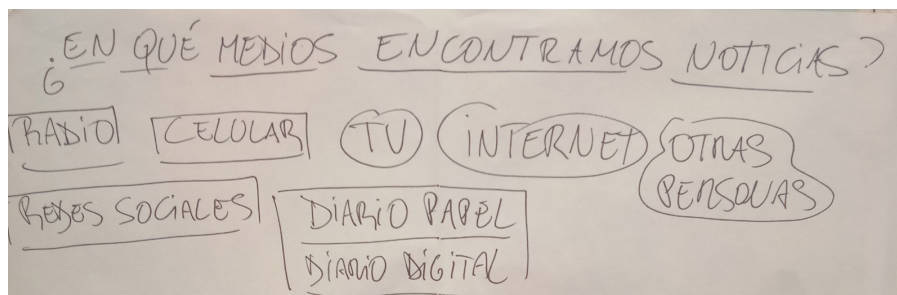 ¿EN QUÉ MEDIOS ENCONTRAMOS NOTICIAS?
RADIO CELULAR TV INTERNET OTRAS
PERSONAS
REDES SOCIALES DIARIO PAPEL
DIARIO DIGITAL